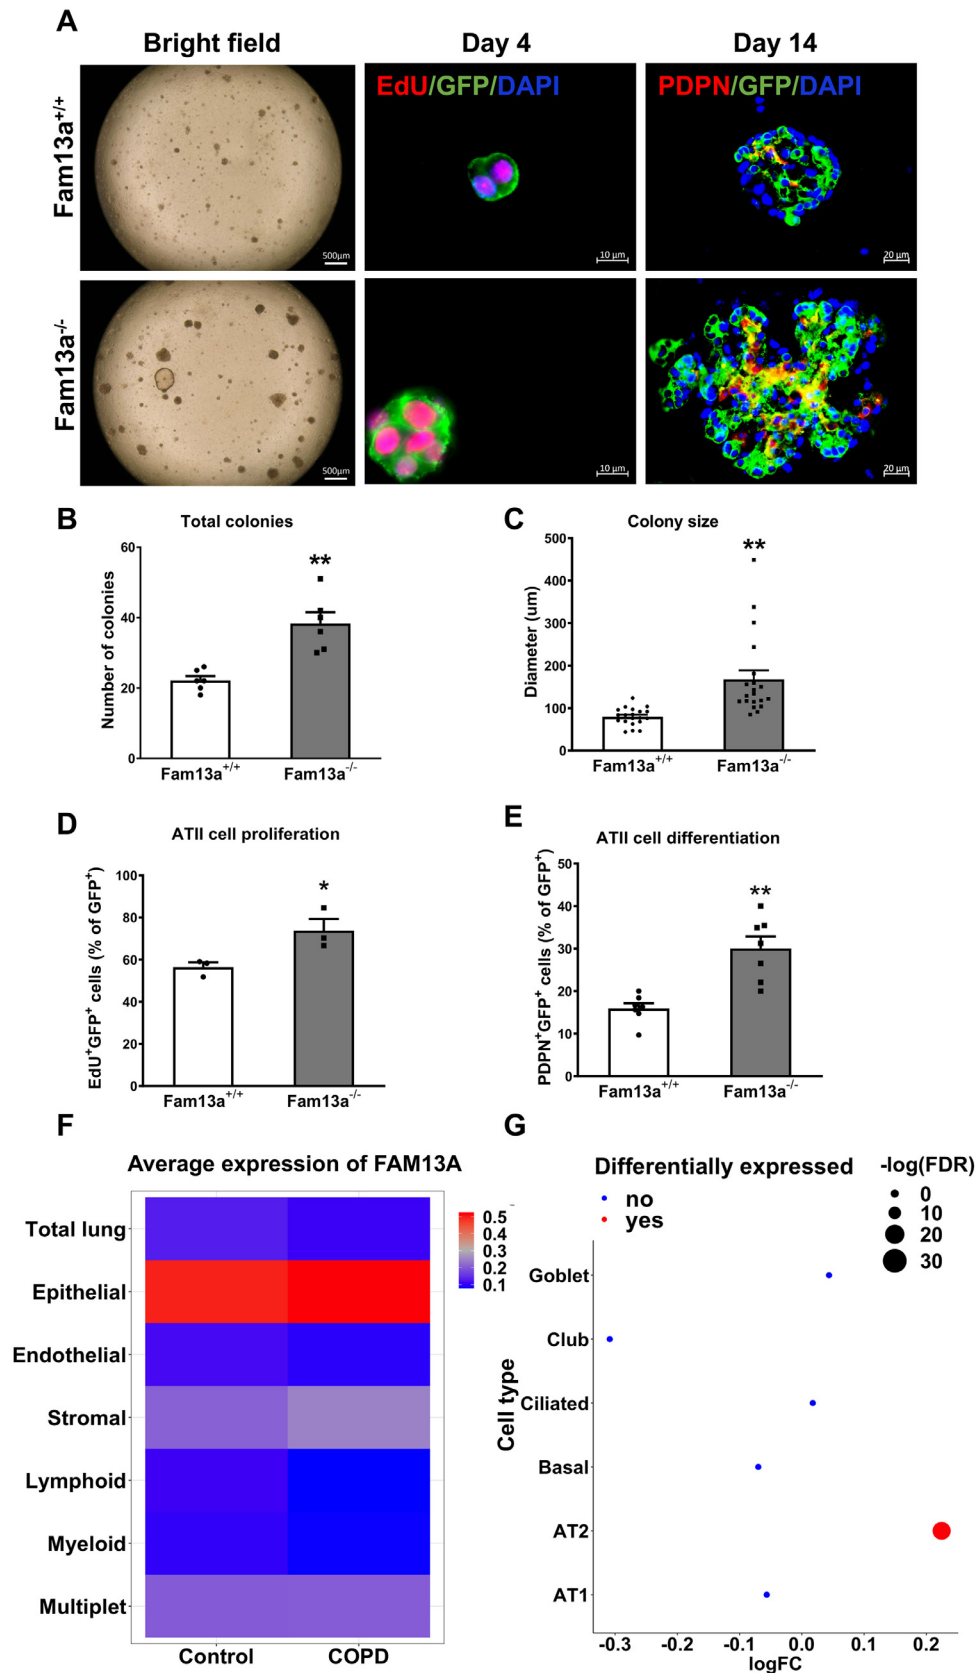 A
Bright field
Day 4
Day 14
Fam13a+/+
EdU/GFP/DAPI
PDPN/GFP/DAPI
500μm
10 μm
20 μm
Fam13a-/-
500μm
10 μm
20 μm
B
Total colonies
Number of colonies
60
40
20
0
**
Fam13a+/+
Fam13a-/-
C
Colony size
Diameter (um)
500
400
300
200
100
0
**
Fam13a+/+
Fam13a-/-
D
ATII cell proliferation
EdU+GFP+ cells (% of GFP+)
100
80
60
40
20
0
*
Fam13a+/+
Fam13a-/-
E
ATII cell differentiation
PDPN+GFP+ cells (% of GFP+)
50
40
30
20
10
0
**
Fam13a+/+
Fam13a-/-
F
Average expression of FAM13A
Total lung
Epithelial
Endothelial
Stromal
Lymphoid
Myeloid
Multiplet
Control
COPD
0.5
0.4
0.3
0.2
0.1
G
Differentially expressed
no
yes
-log(FDR)
0
10
20
30
Cell type
Goblet
Club
Ciliated
Basal
AT2
AT1
-0.3
-0.2
-0.1
0.0
0.1
0.2
logFC